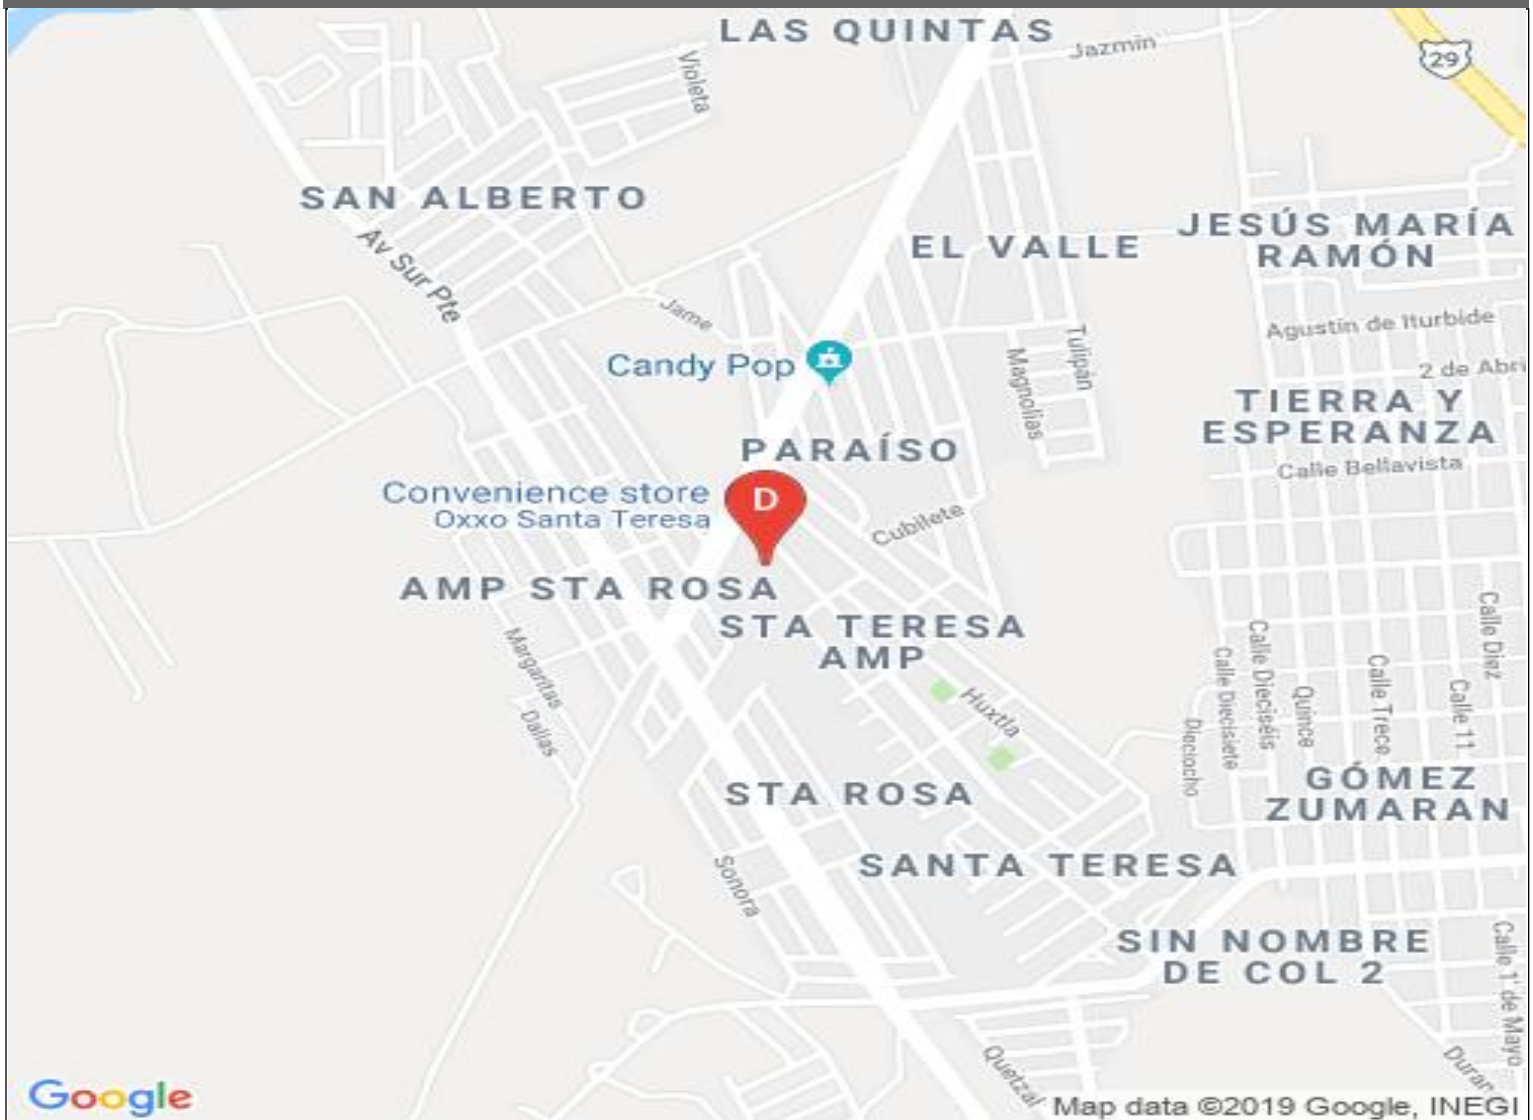 LAS QUINTAS
Jazmín
29
Violeta
SAN ALBERTO
JESÚS MARÍA
RAMÓN
EL VALLE
Av Sur Pte
Jame
Agustín de Iturbide
Candy Pop
Tulipán
Magnolias
2 de Abri
TIERRA Y
ESPERANZA
PARAÍSO
Calle Bellavista
Convenience store
Oxxo Santa Teresa
D
Cubilete
AMP STA ROSA
STA TERESA
AMP
Calle Diez
Margaritas
Calle Dieciséis
Calle Diecisiete
Calle Trece
Quince
Calle 11
Huxtla
Dallas
Dieciocho
STA ROSA
GÓMEZ
ZUMARAN
SANTA TERESA
Sonora
SIN NOMBRE
DE COL 2
Calle 1° de Mayo
Quetzal
Duran
Google
Map data ©2019 Google, INEGI